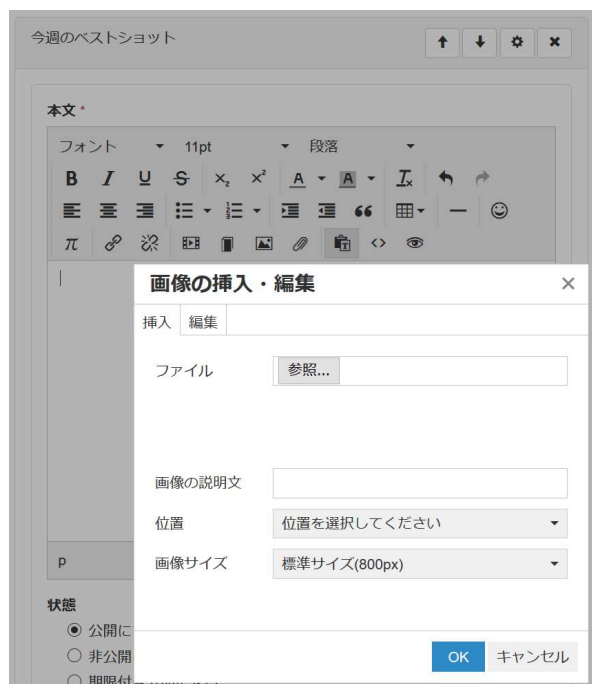 今週のベストショット
本文 *
フォント 11pt 段落
B I U S x₂ x² A A Tx
π
画像の挿入・編集
挿入 編集
ファイル 参照...
画像の説明文
位置 位置を選択してください
画像サイズ 標準サイズ(800px)
p
状態
公開に
非公開
OK キャンセル